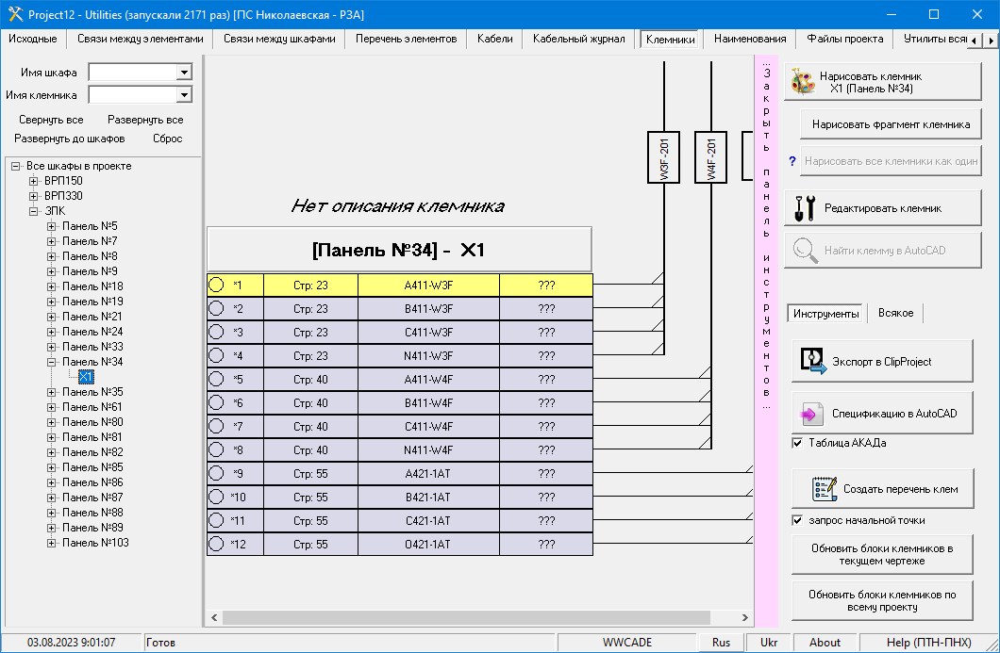 Project12 - Utilities (запускали 2171 раз) [ПС Николаевская - РЗА]
Исходные
Связи между элементами
Связи между шкафами
Перечень элементов
Кабели
Кабельный журнал
Клемники
Наименования
Файлы проекта
Утилиты вся
Имя шкафа
Имя клемника
Свернуть все
Развернуть все
Развернуть до шкафов
Сброс
Все шкафы в проекте
ВРП150
ВРП330
ЗПК
Панель №5
Панель №7
Панель №8
Панель №9
Панель №18
Панель №19
Панель №21
Панель №24
Панель №33
Панель №34
X1
Панель №35
Панель №61
Панель №80
Панель №81
Панель №82
Панель №85
Панель №86
Панель №87
Панель №88
Панель №89
Панель №103
W3F-201
W4F-201
Нет описания клемника
[Панель №34] - X1
*1 Стр: 23 A411-W3F ???
*2 Стр: 23 B411-W3F ???
*3 Стр: 23 C411-W3F ???
*4 Стр: 23 N411-W3F ???
*5 Стр: 40 A411-W4F ???
*6 Стр: 40 B411-W4F ???
*7 Стр: 40 C411-W4F ???
*8 Стр: 40 N411-W4F ???
*9 Стр: 55 A421-1AT ???
*10 Стр: 55 B421-1AT ???
*11 Стр: 55 C421-1AT ???
*12 Стр: 55 O421-1AT ???
... Закрыть панель инструментов ...
Нарисовать клемник
X1 (Панель №34)
Нарисовать фрагмент клемника
? Нарисовать все клемники как один
Редактировать клемник
Найти клемму в AutoCAD
Инструменты
Всякое
Экспорт в ClipProject
Спецификацию в AutoCAD
Таблица АКАДа
Создать перечень клем
запрос начальной точки
Обновить блоки клемников в
текущем чертеже
Обновить блоки клемников по
всему проекту
03.08.2023 9:01:07
Готов
WWCADE
Rus
Ukr
About
Help (ПТН-ПНХ)